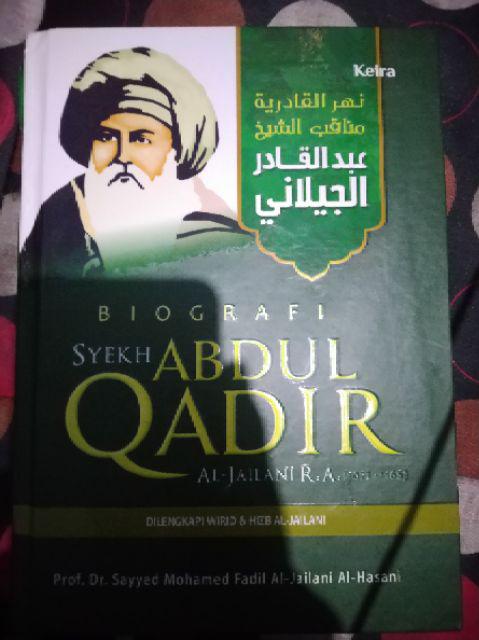 Keira
نهر القادرية
مناقب الشيخ
عبد القادر
الجيلاني
BIOGRAFI
SYEKH ABDUL
QADIR
AL-JAILANI R.A.
DILENGKAPI WIRID & HIZB AL-JAILANI
Prof. Dr. Sayyed Mohamed Fadil Al-Jailani Al-Hasani